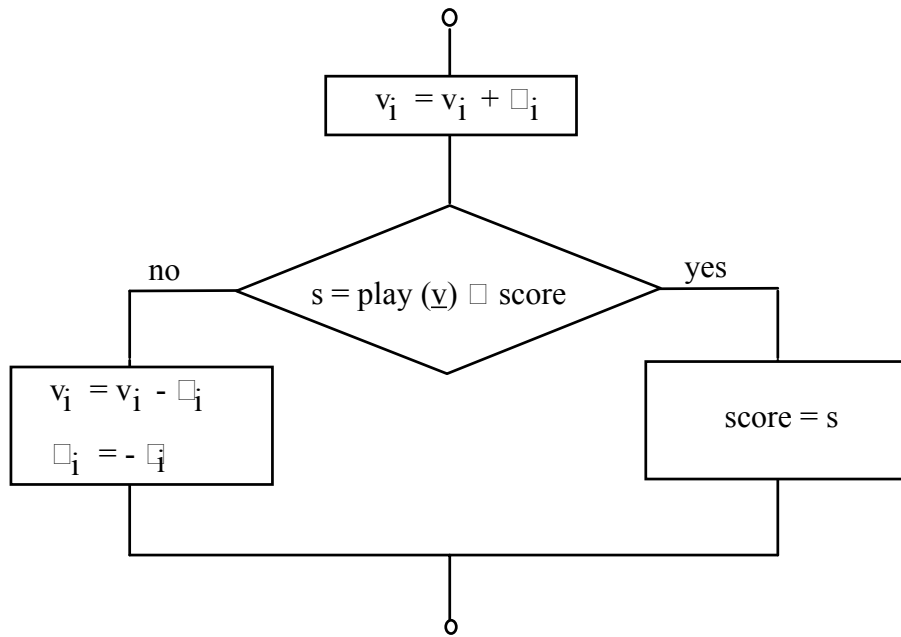 vᵢ = vᵢ + □ᵢ
s = play (v) □ score
no
yes
vᵢ = vᵢ - □ᵢ
□ᵢ = - □ᵢ
score = s